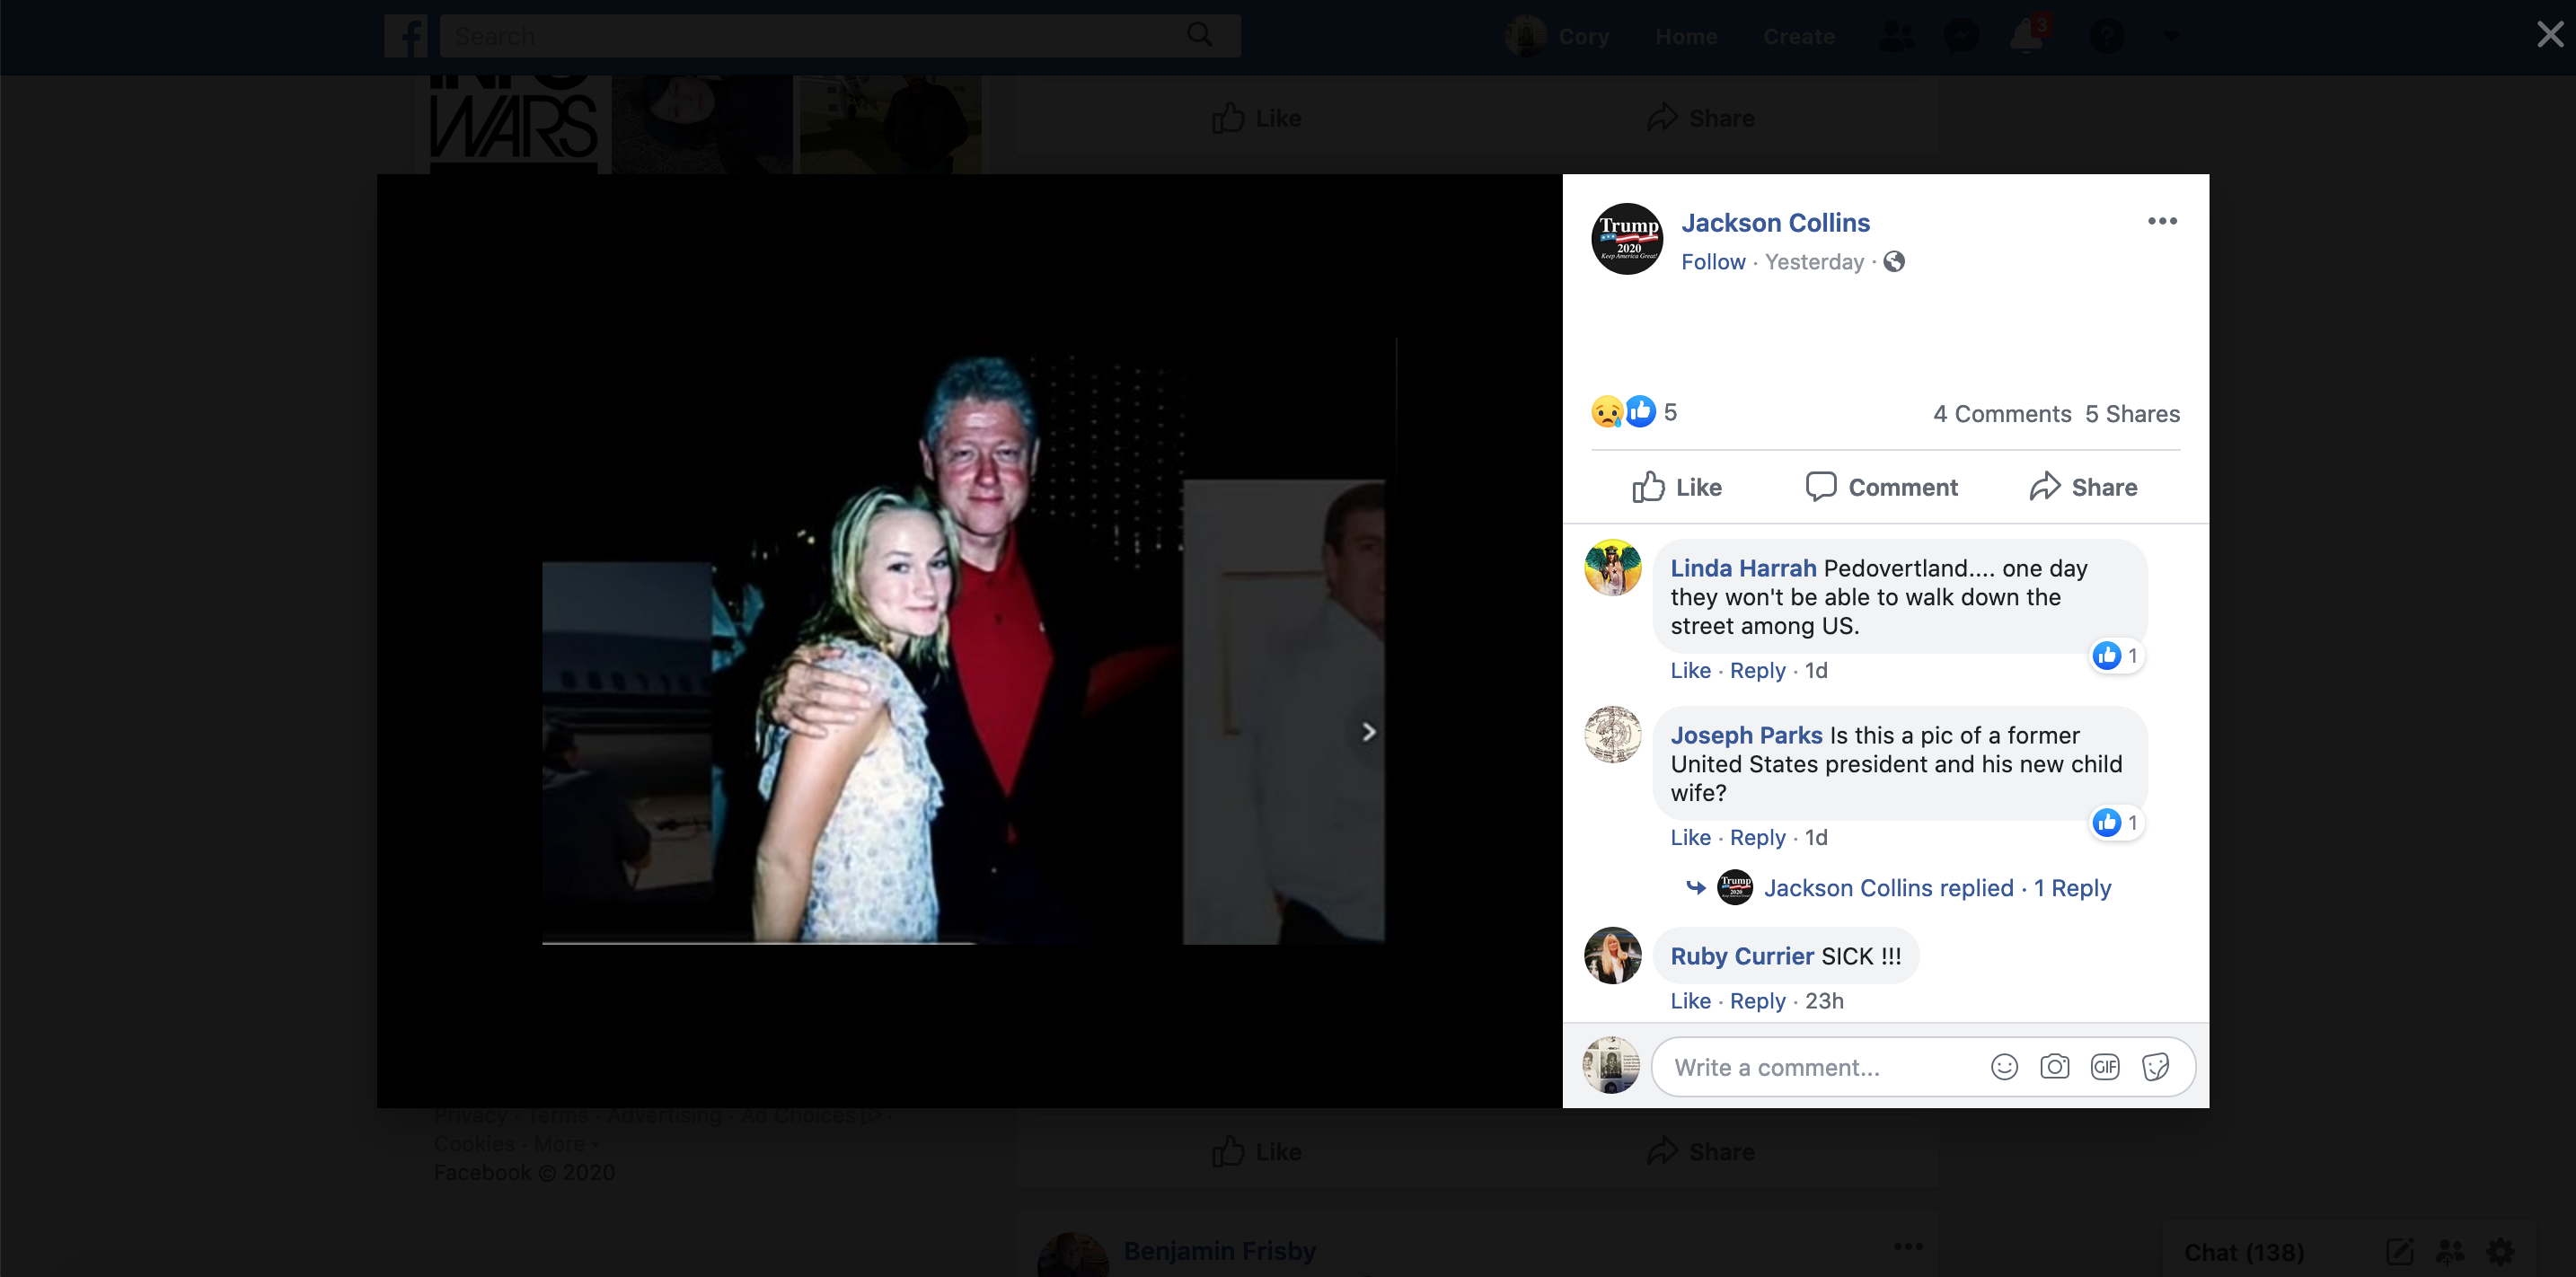 Search
Cory
Home
Create
3
INFO
WARS
Like
Share
Trump
2020
Keep America Great!
Jackson Collins
Follow · Yesterday ·
5
4 Comments 5 Shares
Like
Comment
Share
Linda Harrah Pedovertland.... one day
they won't be able to walk down the
street among US.
1
Like · Reply · 1d
Joseph Parks Is this a pic of a former
United States president and his new child
wife?
1
Like · Reply · 1d
Trump
2020
Jackson Collins replied · 1 Reply
Ruby Currier SICK !!!
Like · Reply · 23h
Write a comment...
GIF
Privacy · Terms · Advertising · Ad Choices ·
Cookies · More
Facebook © 2020
Like
Share
Benjamin Frisby
Chat (138)